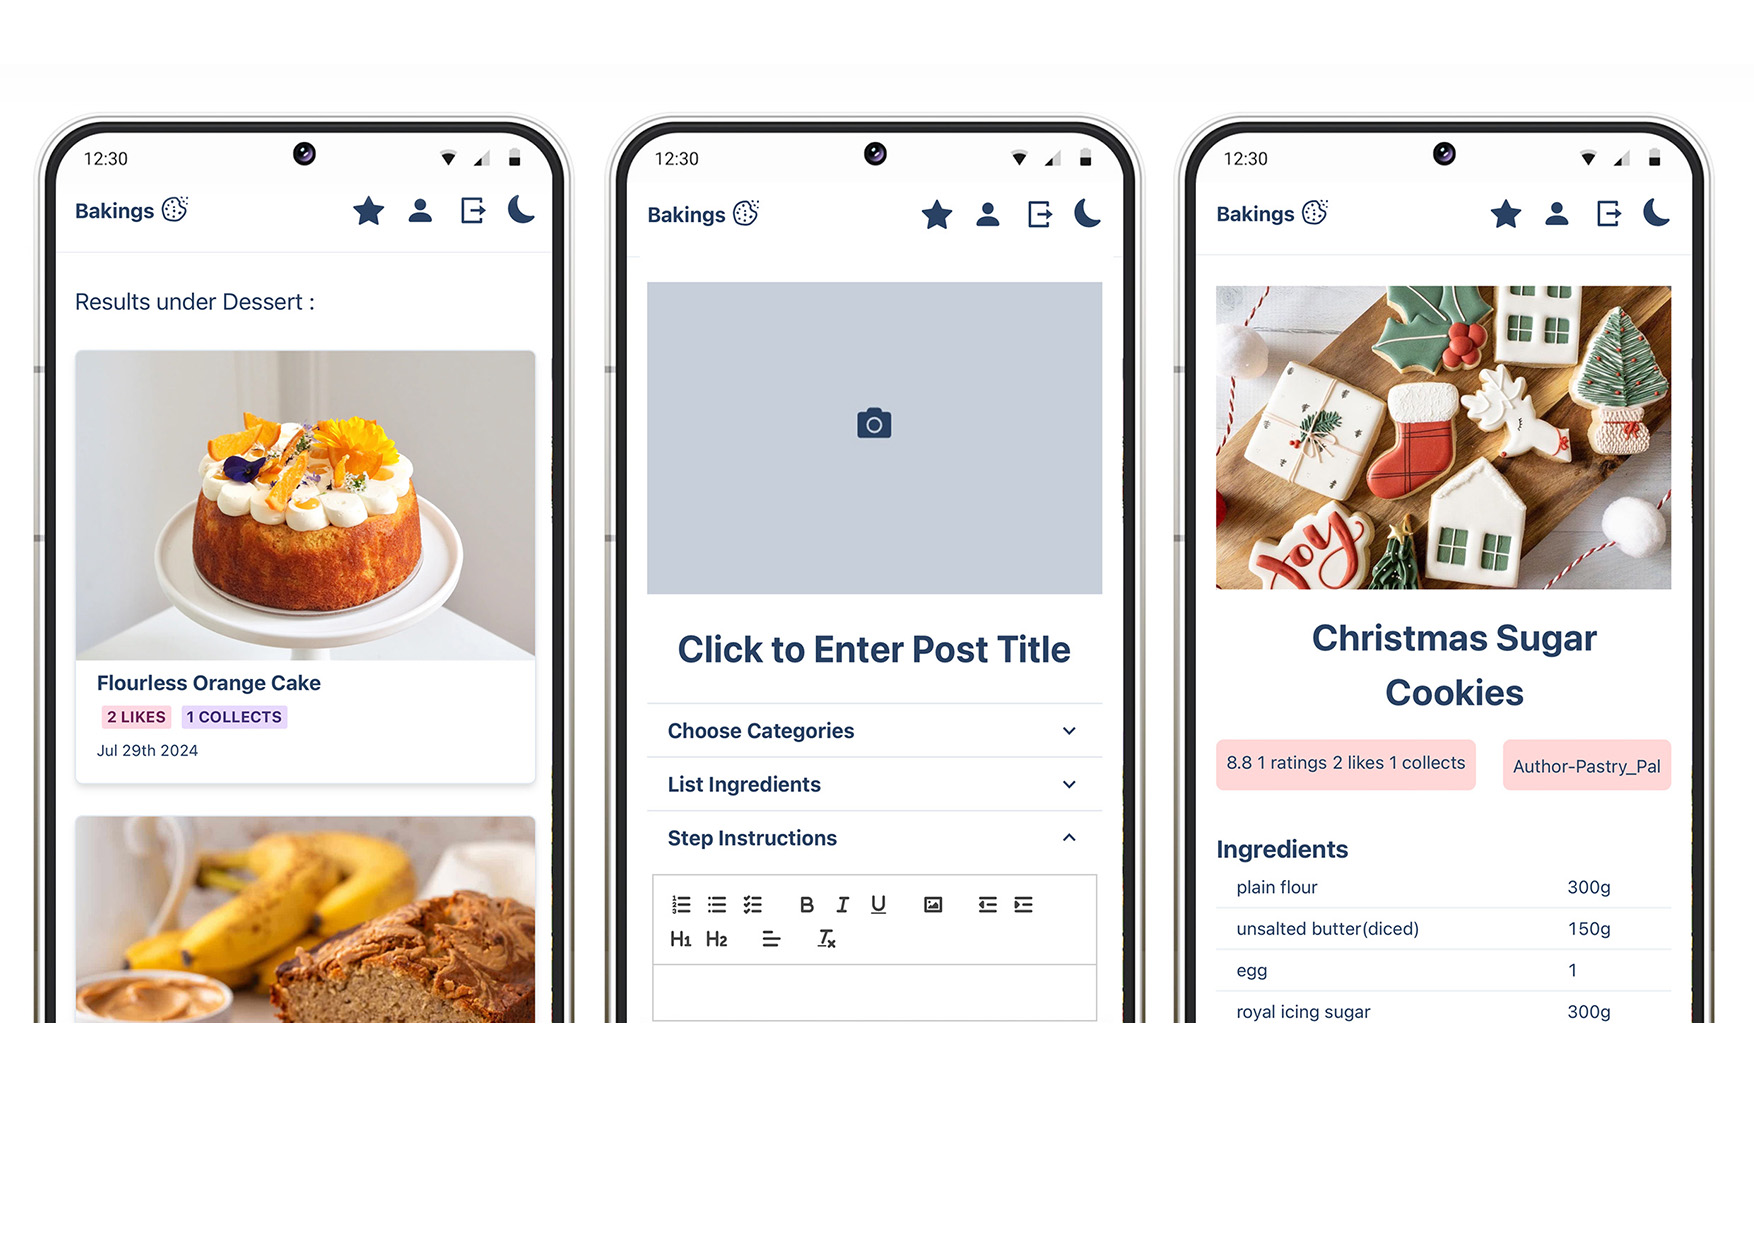 12:30
Bakings
Results under Dessert :
Flourless Orange Cake
2 LIKES 1 COLLECTS
Jul 29th 2024
12:30
Bakings
Click to Enter Post Title
Choose Categories
List Ingredients
Step Instructions
B I U
H1 H2 Tx
12:30
Bakings
Joy
Christmas Sugar
Cookies
8.8 1 ratings 2 likes 1 collects
Author-Pastry_Pal
Ingredients
plain flour 300g
unsalted butter(diced) 150g
egg 1
royal icing sugar 300g